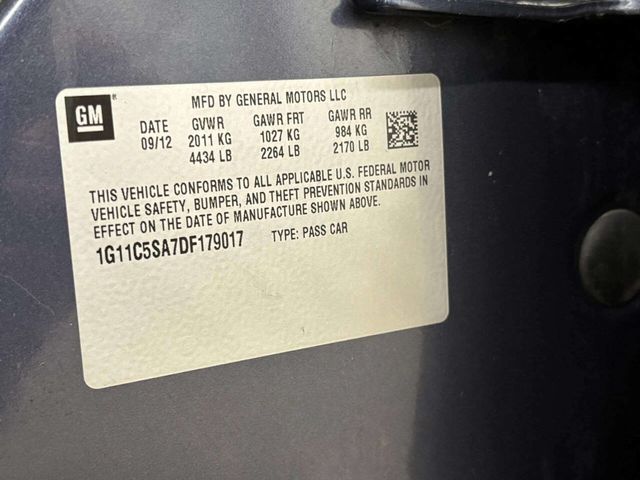 GM®
MFD BY GENERAL MOTORS LLC
DATE GVWR GAWR FRT GAWR RR
09/12 2011 KG 1027 KG 984 KG
4434 LB 2264 LB 2170 LB
THIS VEHICLE CONFORMS TO ALL APPLICABLE U.S. FEDERAL MOTOR
VEHICLE SAFETY, BUMPER, AND THEFT PREVENTION STANDARDS IN
EFFECT ON THE DATE OF MANUFACTURE SHOWN ABOVE.
1G11C5SA7DF179017 TYPE: PASS CAR